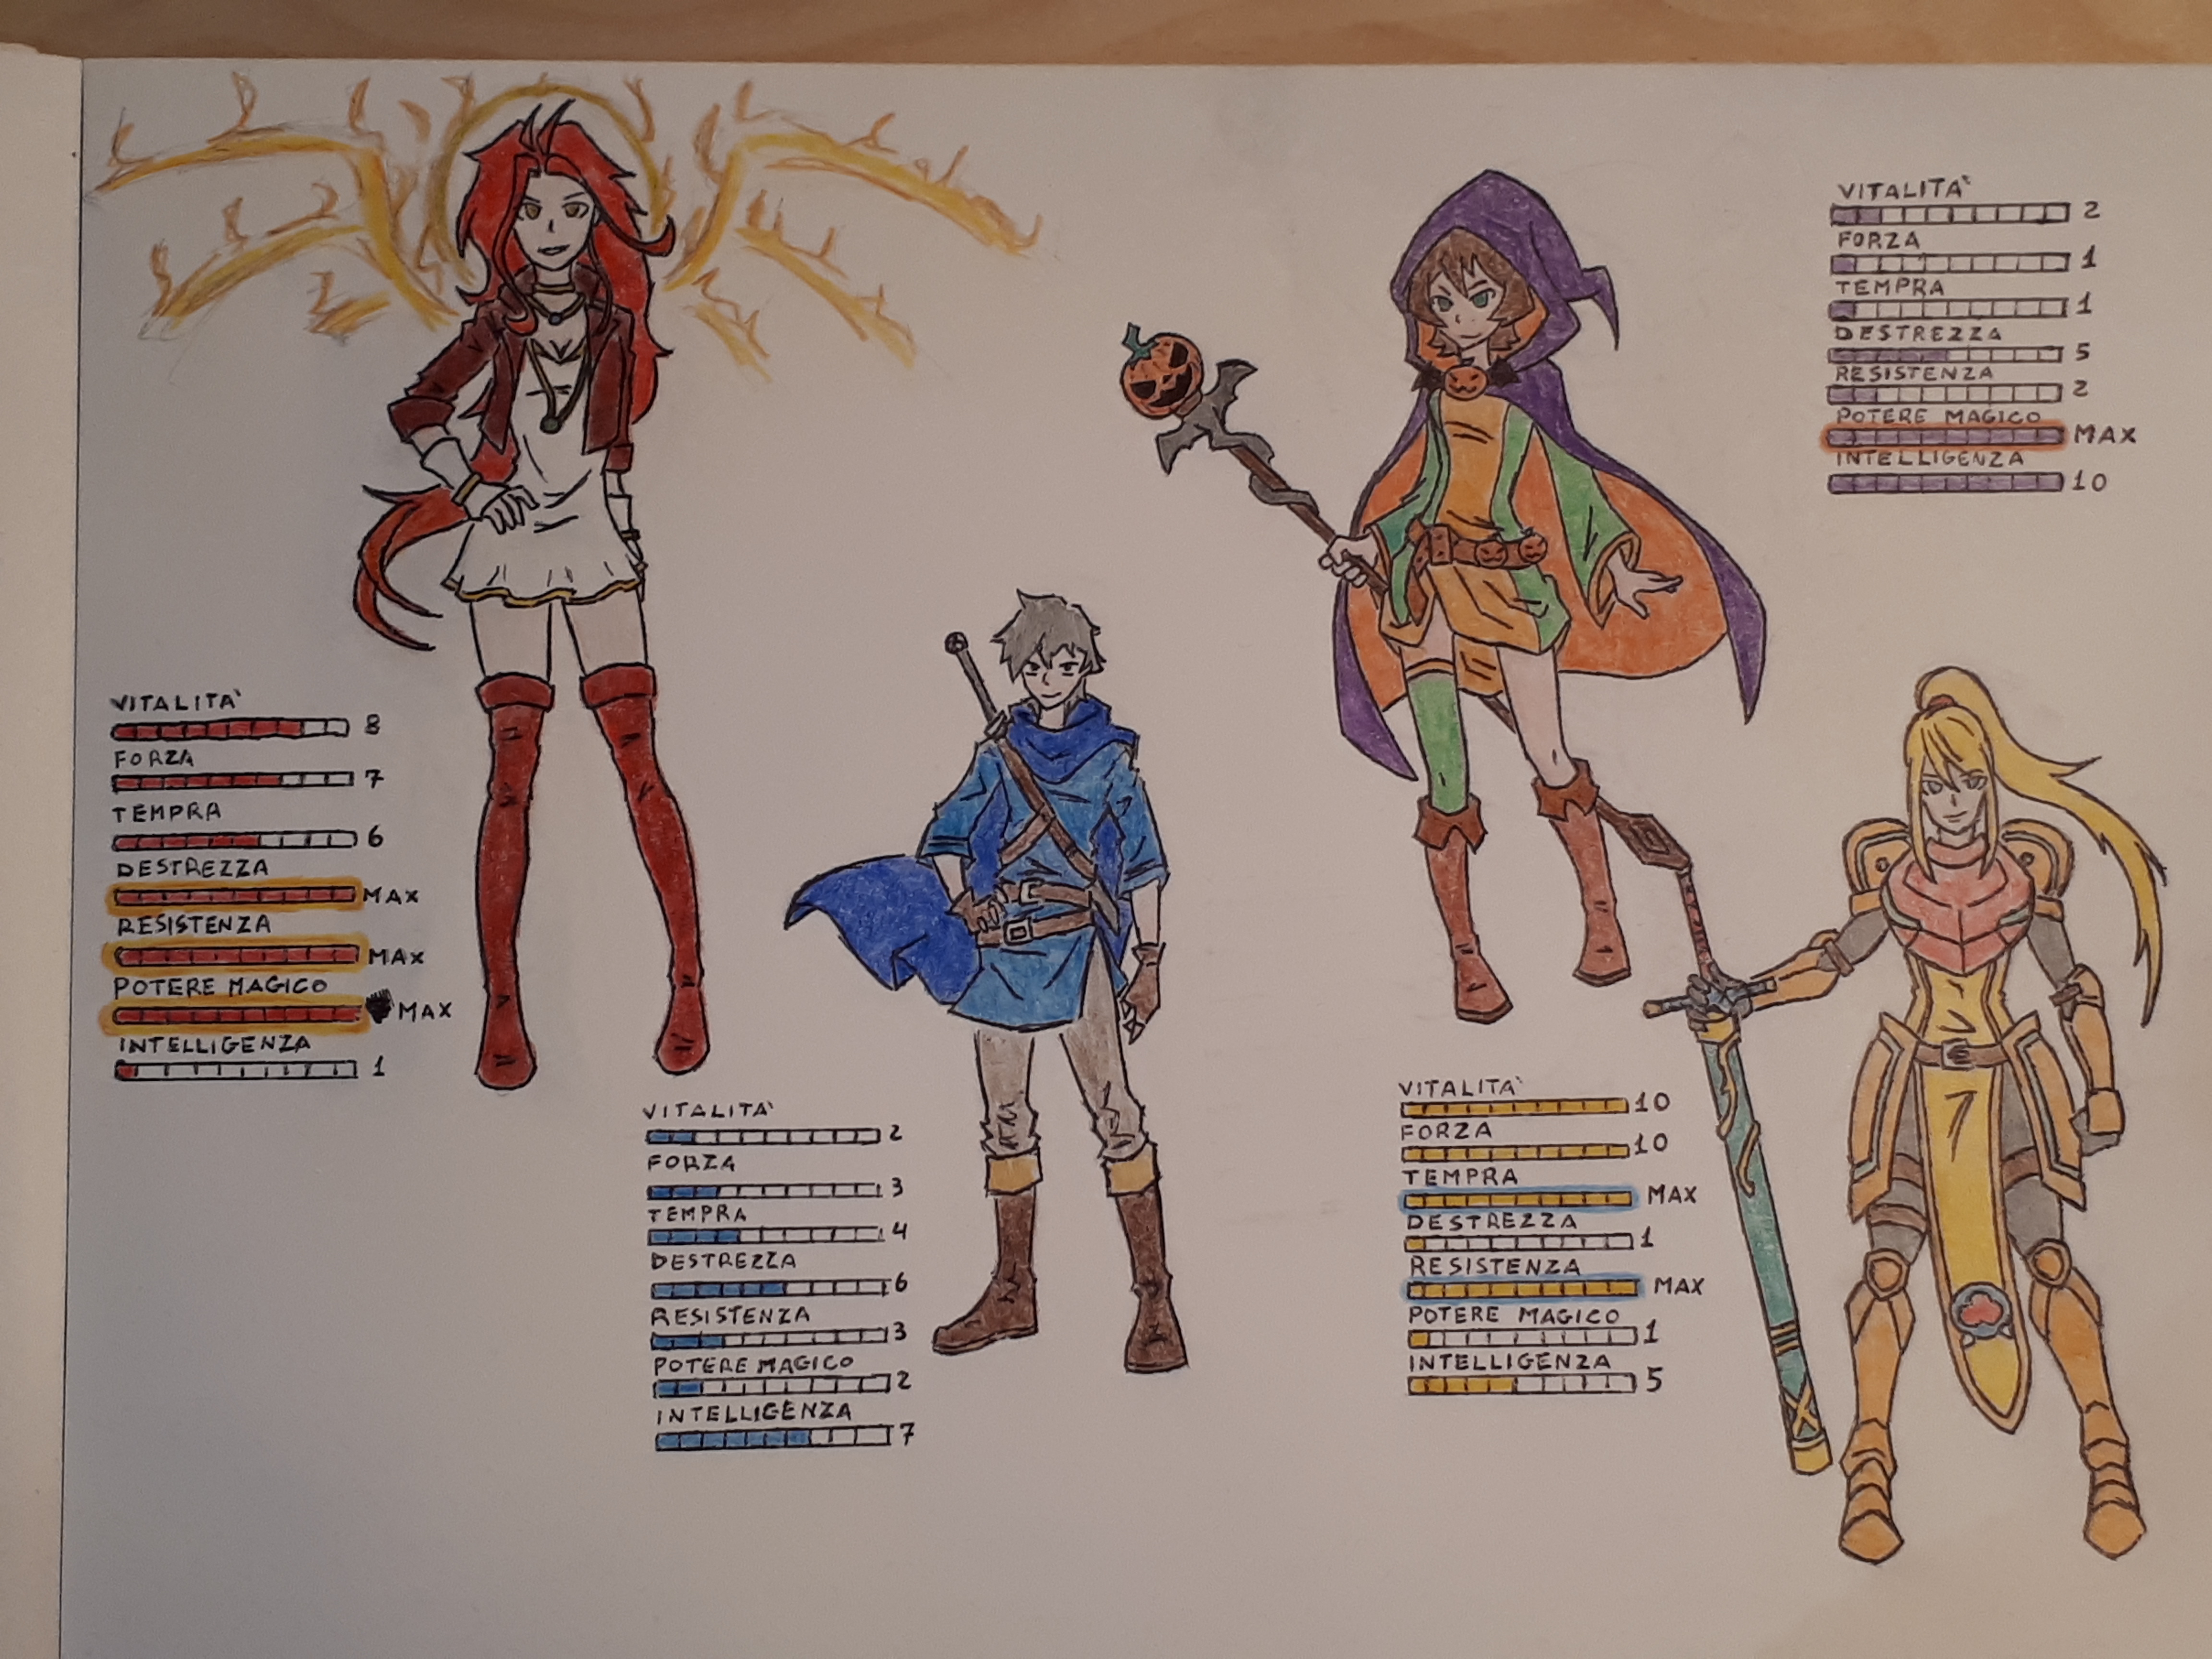 VITALITA'
8
FORZA
7
TEMPRA
6
DESTREZZA
MAX
RESISTENZA
MAX
POTERE MAGICO
MAX
INTELLIGENZA
1
VITALITA'
2
FORZA
3
TEMPRA
4
DESTREZZA
6
RESISTENZA
3
POTERE MAGICO
2
INTELLIGENZA
7
VITALITA'
2
FORZA
1
TEMPRA
1
DESTREZZA
5
RESISTENZA
2
POTERE MAGICO
MAX
INTELLIGENZA
10
VITALITA'
10
FORZA
10
TEMPRA
MAX
DESTREZZA
1
RESISTENZA
MAX
POTERE MAGICO
1
INTELLIGENZA
5